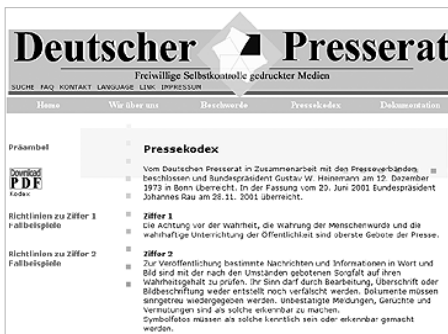 Deutscher Presserat
Freiwillige Selbstkontrolle gedruckter Medien
SUCHE FAQ KONTAKT LANGUAGE LINK IMPRESSUM
Home Wir über uns Beschwerde Pressekodex Dokumentation
Präambel
Download
PDF
Kodex
Richtlinien zu Ziffer 1
Fallbeispiele
Richtlinien zu Ziffer 2
Fallbeispiele
Pressekodex
Vom Deutschen Presserat in Zusammenarbeit mit den Presseverbänden
beschlossen und Bundespräsident Gustav W. Heinemann am 12. Dezember
1973 in Bonn überreicht. In der Fassung vom 20. Juni 2001 Bundespräsident
Johannes Rau am 28.11. 2001 überreicht.
Ziffer 1
Die Achtung vor der Wahrheit, die Wahrung der Menschenwürde und die
wahrhaftige Unterrichtung der Öffentlichkeit sind oberste Gebote der Presse.
Ziffer 2
Zur Veröffentlichung bestimmte Nachrichten und Informationen in Wort und
Bild sind mit der nach den Umständen gebotenen Sorgfalt auf ihren
Wahrheitsgehalt zu prüfen. Ihr Sinn darf durch Bearbeitung, Überschrift oder
Bildbeschriftung weder entstellt noch verfälscht werden. Dokumente müssen
sinngetreu wiedergegeben werden. Unbestätigte Meldungen, Gerüchte und
Vermutungen sind als solche erkennbar zu machen.
Symbolfotos müssen als solche kenntlich sein oder erkennbar gemacht
werden.